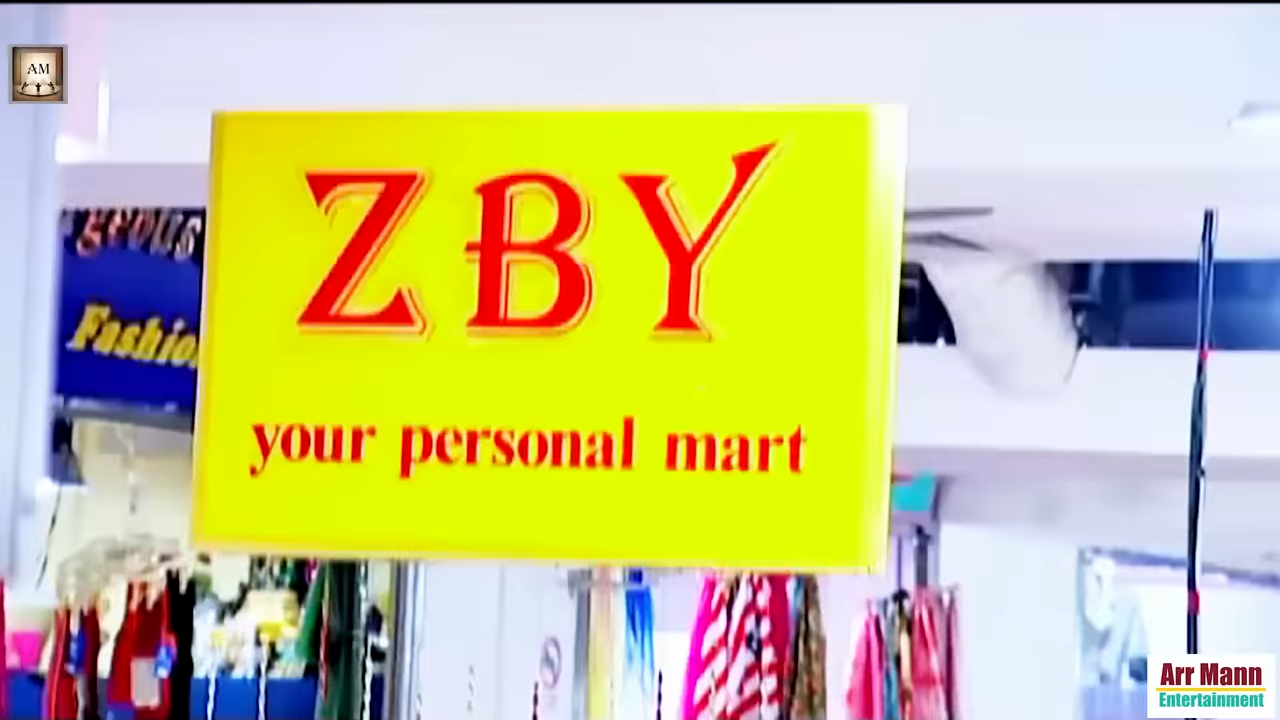 AM
ZBY
your personal mart
Arr Mann
Entertainment